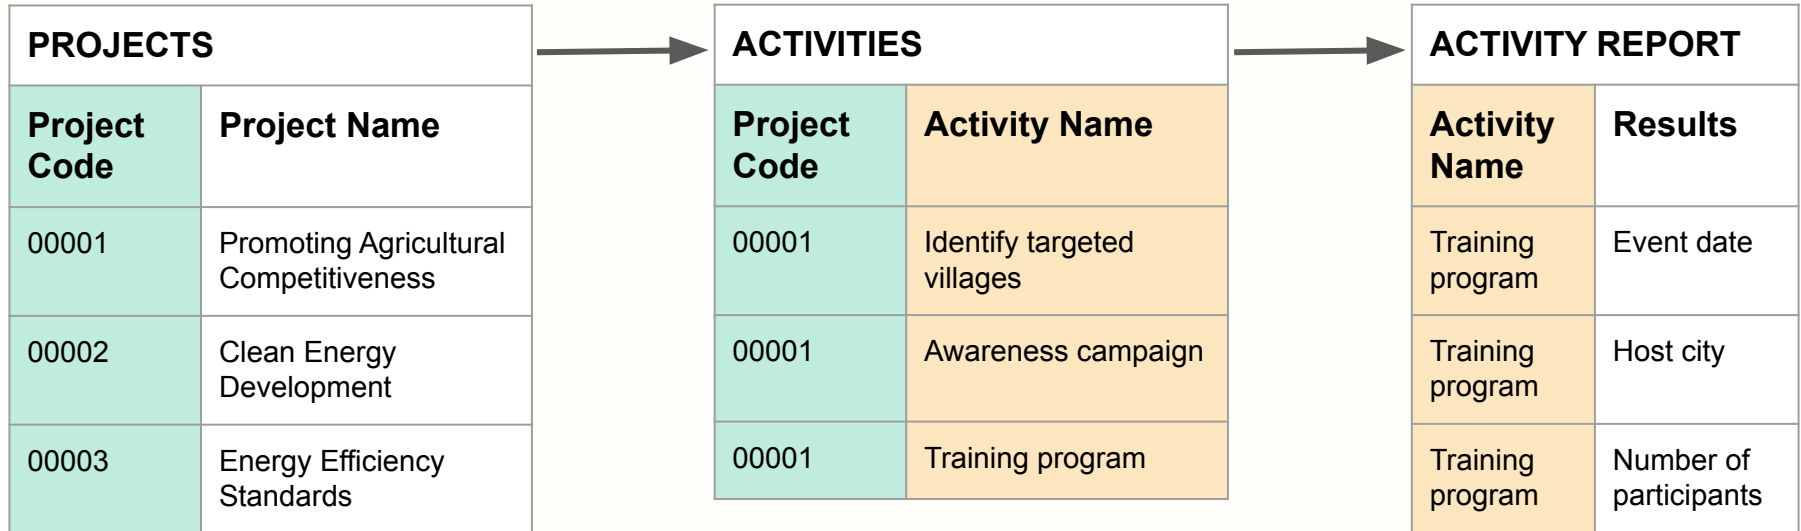 PROJECTS
Project
Code
Project Name
00001
Promoting Agricultural
Competitiveness
00002
Clean Energy
Development
00003
Energy Efficiency
Standards
ACTIVITIES
Project
Code
Activity Name
00001
Identify targeted
villages
00001
Awareness campaign
00001
Training program
ACTIVITY REPORT
Activity
Name
Results
Training
program
Event date
Training
program
Host city
Training
program
Number of
participants